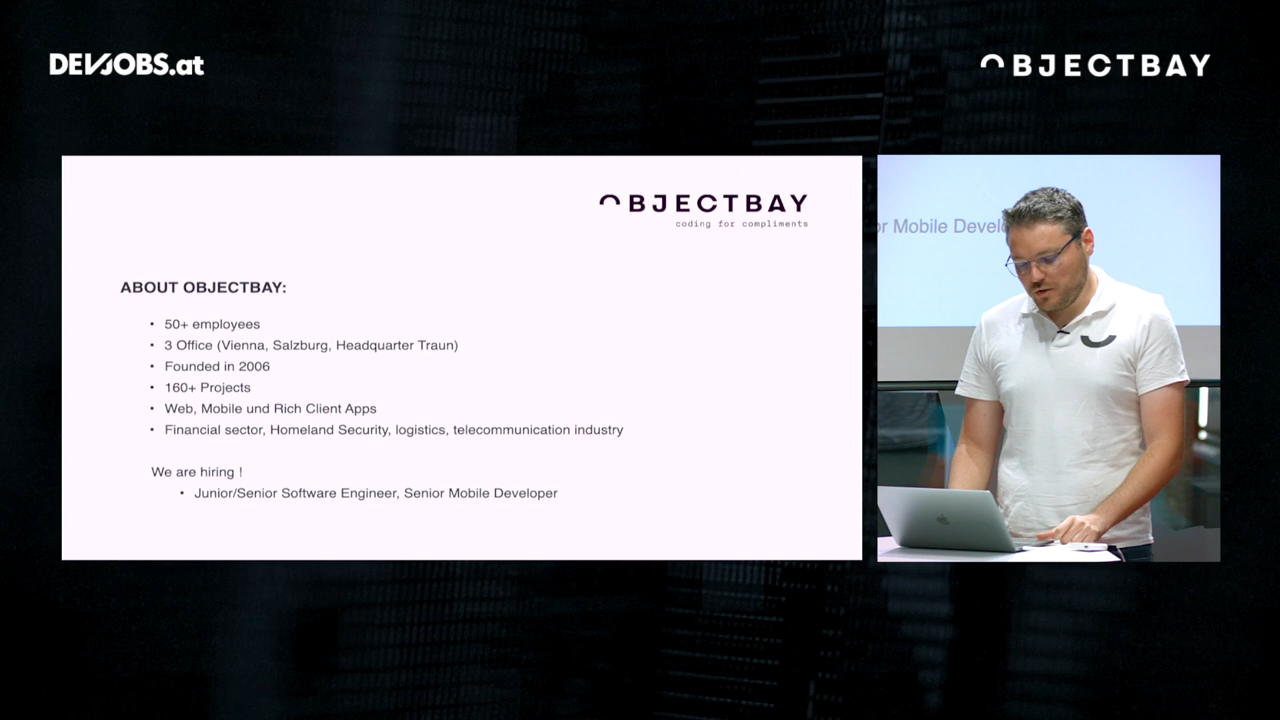 DEVJOBS.at
OBJECTBAY
OBJECTBAY
coding for compliments
ABOUT OBJECTBAY:
• 50+ employees
• 3 Office (Vienna, Salzburg, Headquarter Traun)
• Founded in 2006
• 160+ Projects
• Web, Mobile und Rich Client Apps
• Financial sector, Homeland Security, logistics, telecommunication industry
We are hiring !
• Junior/Senior Software Engineer, Senior Mobile Developer
or Mobile Develo